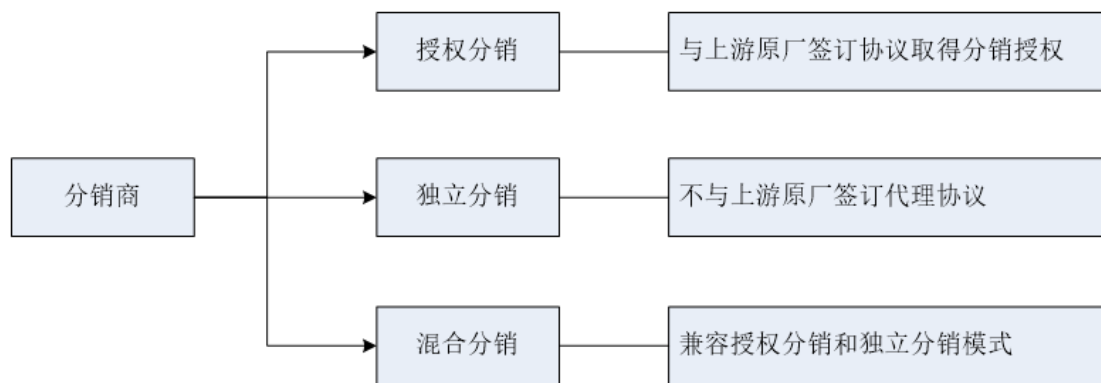 授权分销
与上游原厂签订协议取得分销授权
分销商
独立分销
不与上游原厂签订代理协议
混合分销
兼容授权分销和独立分销模式